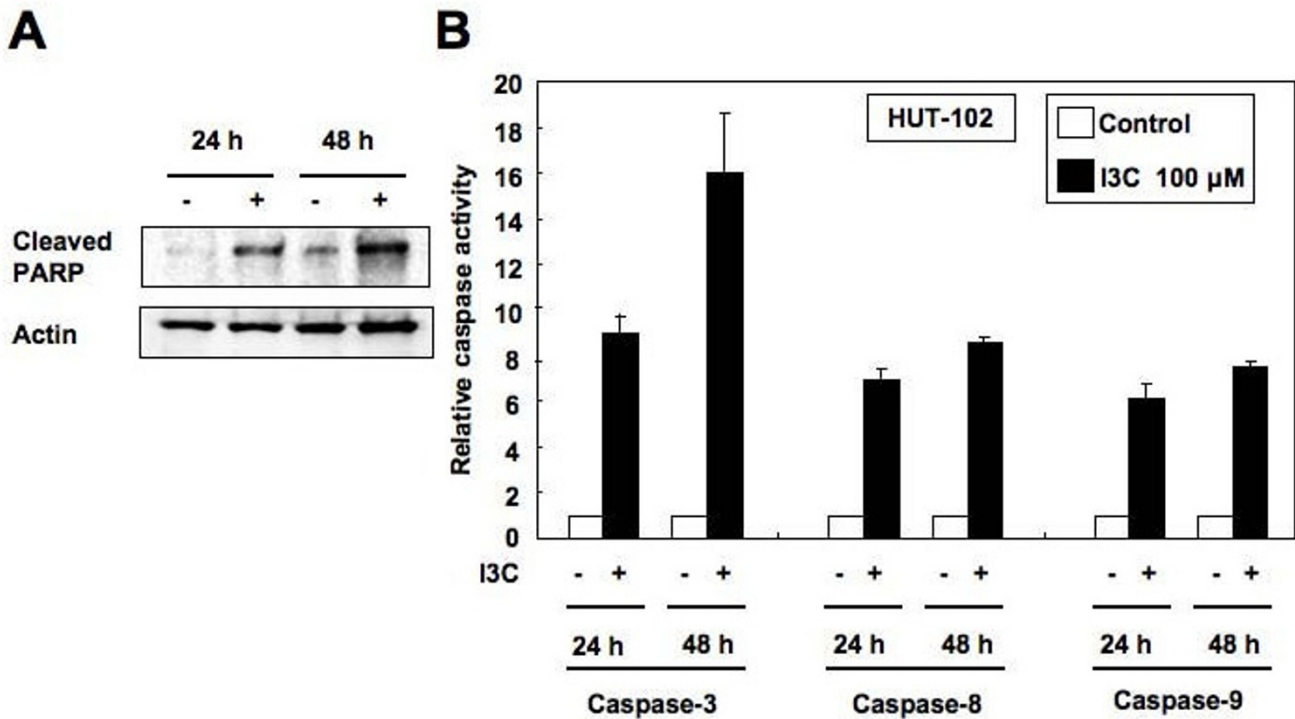 A
24 h 48 h
- + - +
Cleaved
PARP
Actin
B
Relative caspase activity
20
18
16
14
12
10
8
6
4
2
0
HUT-102
Control
I3C 100 µM
I3C - + - + - + - + - + - +
24 h 48 h 24 h 48 h 24 h 48 h
Caspase-3 Caspase-8 Caspase-9